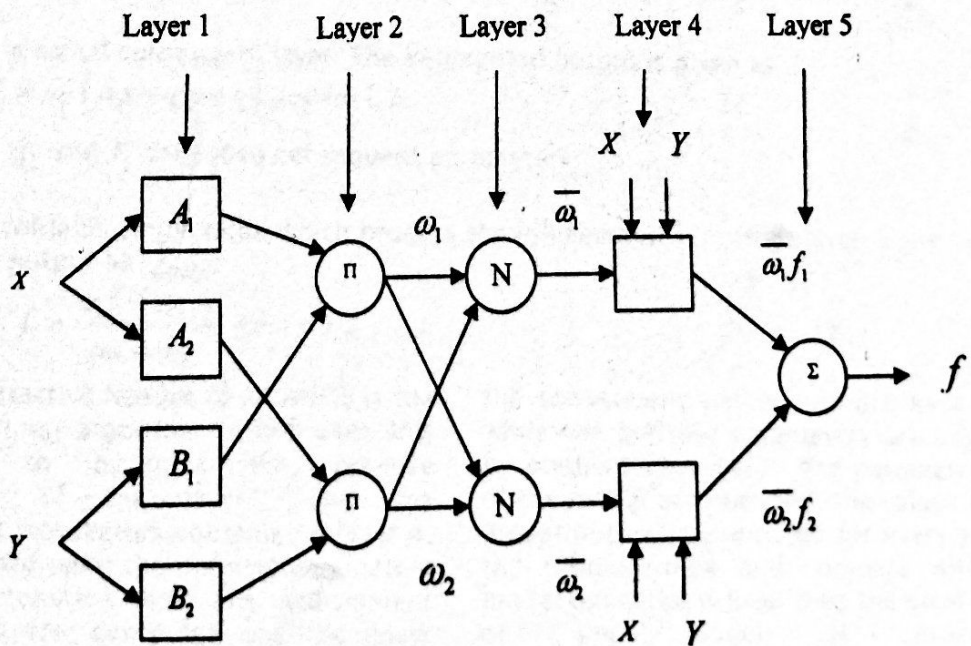 Layer 1 Layer 2 Layer 3 Layer 4 Layer 5
X Y
A₁ ω₁ ω̅₁
Π N ω̅₁f₁
X
A₂
Σ f
B₁
Π N ω̅₂f₂
Y
B₂ ω₂ ω̅₂
X Y